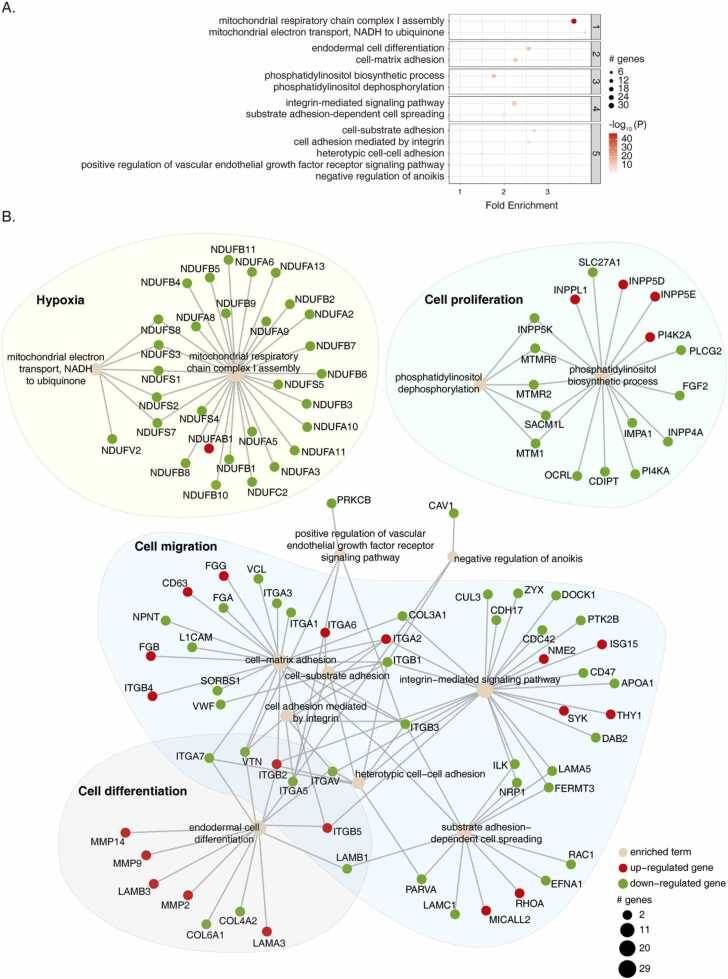 A.
mitochondrial respiratory chain complex I assembly
mitochondrial electron transport, NADH to ubiquinone
1
endodermal cell differentiation
cell-matrix adhesion
2
phosphatidylinositol biosynthetic process
phosphatidylinositol dephosphorylation
3
integrin-mediated signaling pathway
substrate adhesion-dependent cell spreading
4
cell-substrate adhesion
cell adhesion mediated by integrin
heterotypic cell-cell adhesion
positive regulation of vascular endothelial growth factor receptor signaling pathway
negative regulation of anoikis
5
1 2 3
Fold Enrichment
# genes
6
12
18
24
30
-log10 (P)
40
30
20
10
B.
Hypoxia
NDUFB11
NDUFB5
NDUFA6
NDUFA13
NDUFB4
NDUFB9
NDUFB2
NDUFA8
NDUFA2
NDUFS8
NDUFA9
NDUFS3
NDUFB7
mitochondrial electron
transport, NADH
to ubiquinone
mitochondrial respiratory
chain complex I assembly
NDUFS1
NDUFB6
NDUFS5
NDUFS2
NDUFB3
NDUFS4
NDUFS7
NDUFA10
NDUFAB1
NDUFA5
NDUFV2
NDUFA11
NDUFB8
NDUFB1
NDUFA3
NDUFB10
NDUFC2
Cell proliferation
SLC27A1
INPP5D
INPPL1
INPP5E
INPP5K
PI4K2A
MTMR6
PLCG2
phosphatidylinositol
dephosphorylation
phosphatidylinositol
biosynthetic process
MTMR2
FGF2
SACM1L
IMPA1
INPP4A
MTM1
OCRL
CDIPT
PI4KA
PRKCB
CAV1
positive regulation of vascular
endothelial growth factor receptor
signaling pathway
negative regulation of anoikis
Cell migration
FGG
VCL
CD63
ITGA3
FGA
NPNT
ITGA1
ITGA6
COL3A1
L1CAM
ITGA2
FGB
cell-matrix adhesion
ITGB1
cell-substrate adhesion
ITGB4
SORBS1
VWF
cell adhesion mediated
by integrin
ITGB3
ITGA7
VTN
ITGB2
ITGA5
ITGAV
heterotypic cell-cell adhesion
CUL3
ZYX
DOCK1
CDH17
PTK2B
CDC42
NME2
ISG15
integrin-mediated signaling pathway
CD47
APOA1
SYK
THY1
DAB2
ILK
LAMA5
NRP1
FERMT3
substrate adhesion-
dependent cell spreading
RAC1
EFNA1
PARVA
LAMC1
RHOA
MICALL2
Cell differentiation
endodermal cell
differentiation
ITGB5
LAMB1
MMP14
MMP9
LAMB3
MMP2
COL4A2
COL6A1
LAMA3
enriched term
up-regulated gene
down-regulated gene
# genes
2
11
20
29